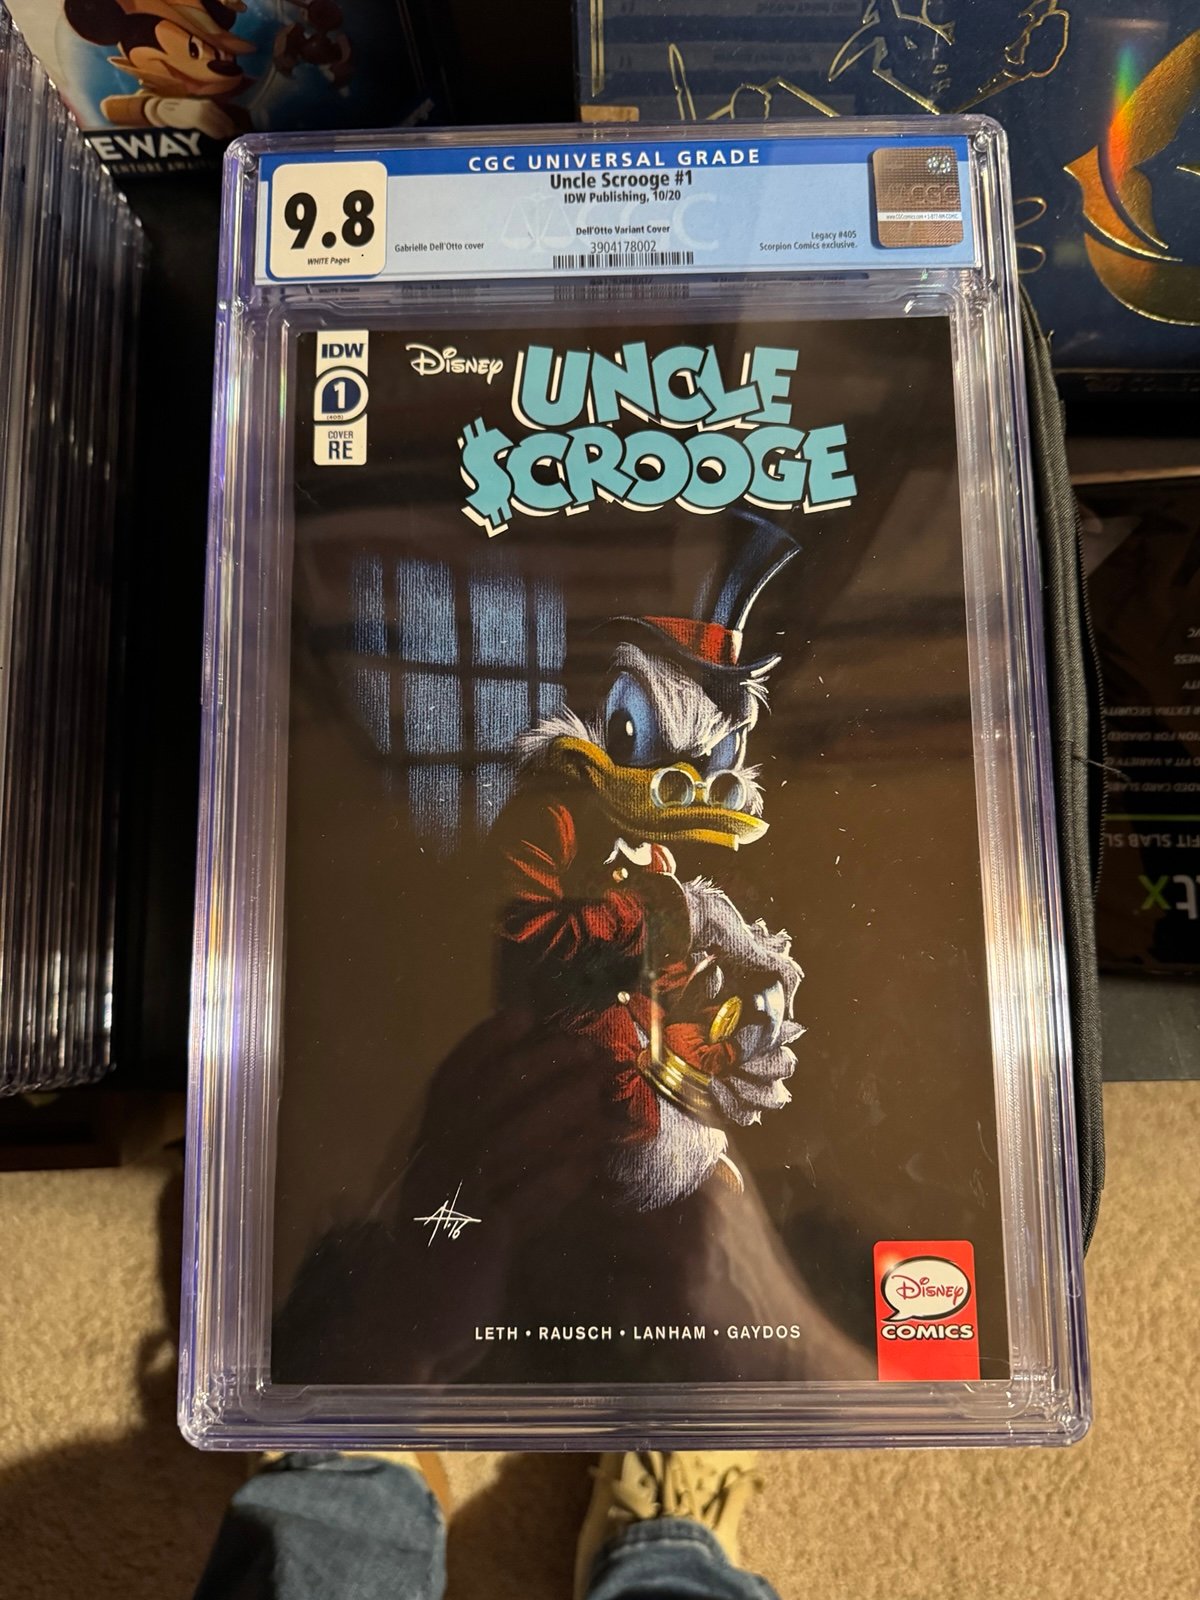 EWAY
CGC UNIVERSAL GRADE
9.8
WHITE Pages
Uncle Scrooge #1
IDW Publishing, 10/20
Dell'Otto Variant Cover
Gabrielle Dell'Otto cover
3904178002
Legacy #405
Scorpion Comics exclusive.
CGC
IDW
1
(405)
COVER
RE
Disney
UNCLE
$CROOGE
LETH • RAUSCH • LANHAM • GAYDOS
Disney
COMICS